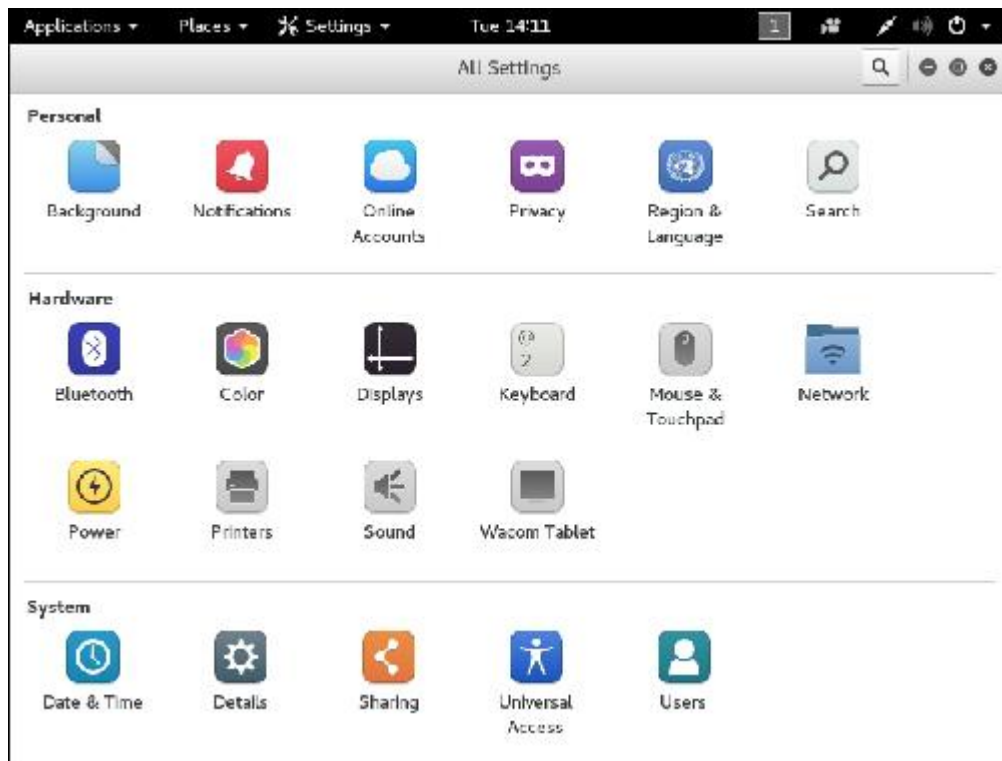 Applications Places Settings Tue 14:11 1
All Settings
Personal
Background Notifications Online Accounts Privacy Region & Language Search
Hardware
Bluetooth Color Displays Keyboard Mouse & Touchpad Network
Power Printers Sound Wacom Tablet
System
Date & Time Details Sharing Universal Access Users